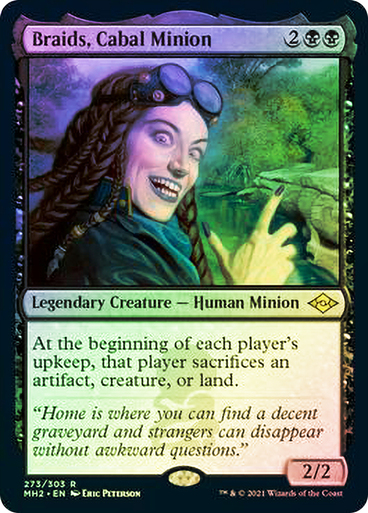 Braids, Cabal Minion 2
Legendary Creature — Human Minion
At the beginning of each player's
upkeep, that player sacrifices an
artifact, creature, or land.
“Home is where you can find a decent
graveyard and strangers can disappear
without awkward questions.”
2/2
273/303 R
MH2 • EN Eric Peterson
™ & © 2021 Wizards of the Coast